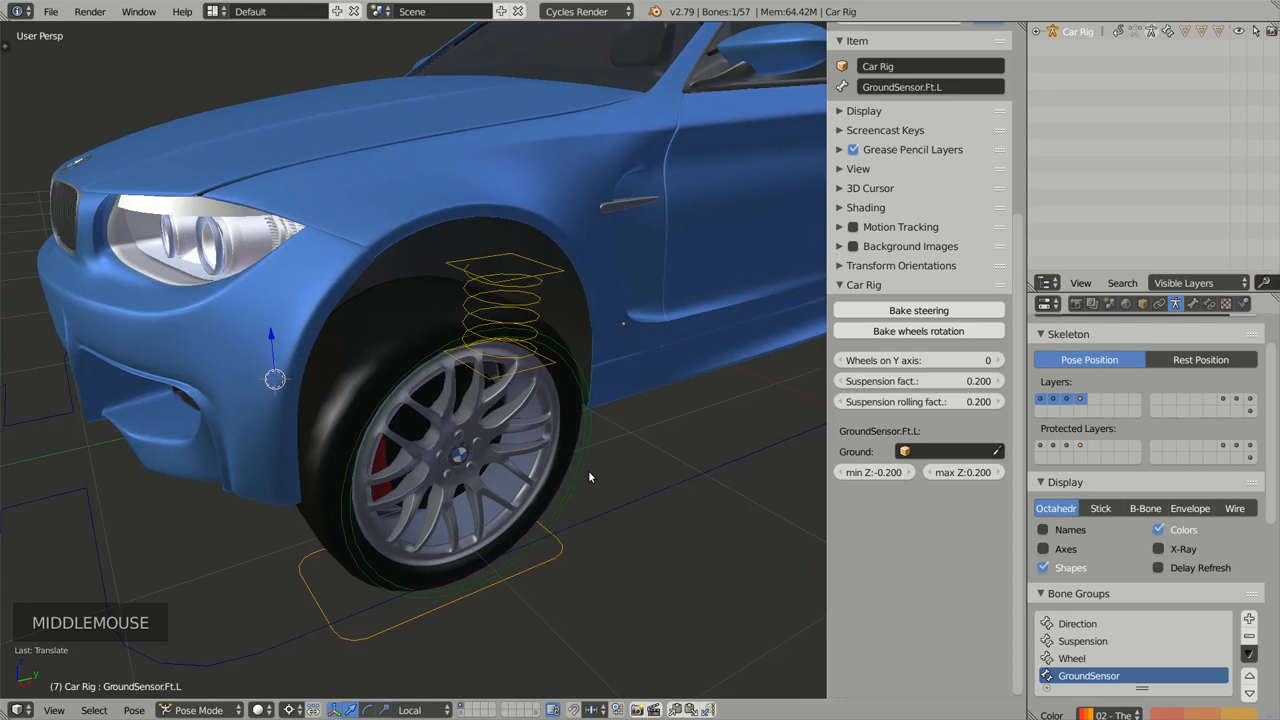 File Render Window Help Default Scene Cycles Render v2.79 | Bones:1/57 | Mem:64.42M | Car Rig
User Persp
Item
Car Rig
Car Rig
GroundSensor.Ft.L
Display
Screencast Keys
Grease Pencil Layers
View
3D Cursor
Shading
Motion Tracking
Background Images
Transform Orientations
Car Rig
Bake steering
Bake wheels rotation
Wheels on Y axis: 0
Suspension fact.: 0.200
Suspension rolling fact.: 0.200
GroundSensor.Ft.L:
Ground:
min Z:-0.200 max Z:0.200
View Search Visible Layers
Skeleton
Pose Position Rest Position
Layers:
Protected Layers:
Display
Octahedr Stick B-Bone Envelope Wire
Names Colors
Axes X-Ray
Shapes Delay Refresh
Bone Groups
Direction
Suspension
Wheel
GroundSensor
Color 02 - The
MIDDLEMOUSE
Last: Translate
z y
(7) Car Rig : GroundSensor.Ft.L
View Select Pose Pose Mode Local